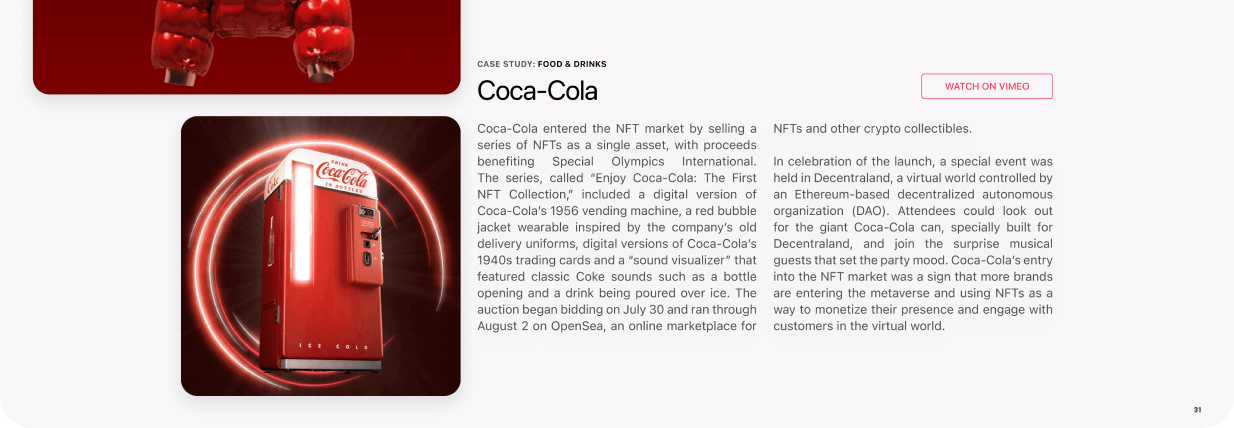 CASE STUDY: FOOD & DRINKS
Coca-Cola
WATCH ON VIMEO
Coca-Cola entered the NFT market by selling a
series of NFTs as a single asset, with proceeds
benefiting Special Olympics International.
The series, called “Enjoy Coca-Cola: The First
NFT Collection,” included a digital version of
Coca-Cola’s 1956 vending machine, a red bubble
jacket wearable inspired by the company’s old
delivery uniforms, digital versions of Coca-Cola’s
1940s trading cards and a “sound visualizer” that
featured classic Coke sounds such as a bottle
opening and a drink being poured over ice. The
auction began bidding on July 30 and ran through
August 2 on OpenSea, an online marketplace for
NFTs and other crypto collectibles.
In celebration of the launch, a special event was
held in Decentraland, a virtual world controlled by
an Ethereum-based decentralized autonomous
organization (DAO). Attendees could look out
for the giant Coca-Cola can, specially built for
Decentraland, and join the surprise musical
guests that set the party mood. Coca-Cola’s entry
into the NFT market was a sign that more brands
are entering the metaverse and using NFTs as a
way to monetize their presence and engage with
customers in the virtual world.
DRINK
Coca-Cola
IN BOTTLES
ICE COLD
31